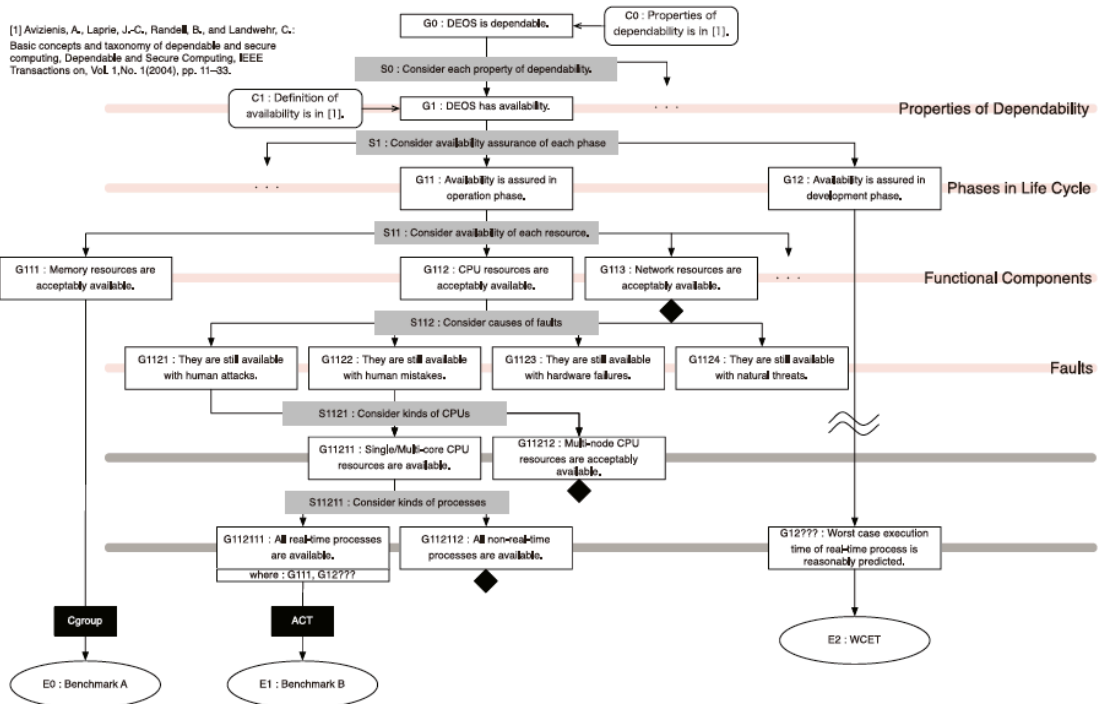 [1] Avizienis, A., Laprie, J.-C., Randell, B., and Landwehr, C.:
Basic concepts and taxonomy of dependable and secure
computing, Dependable and Secure Computing, IEEE
Transactions on, Vol. 1,No. 1(2004), pp. 11–33.
G0 : DEOS is dependable.
C0 : Properties of
dependability is in [1].
S0 : Consider each property of dependability.
C1 : Definition of
availability is in [1].
G1 : DEOS has availability.
. . .
Properties of Dependability
S1 : Consider availability assurance of each phase
. . .
G11 : Availability is assured in
operation phase.
G12 : Availability is assured in
development phase.
Phases in Life Cycle
S11 : Consider availability of each resource.
G111 : Memory resources are
acceptably available.
G112 : CPU resources are
acceptably available.
G113 : Network resources are
acceptably available.
. . .
Functional Components
S112 : Consider causes of faults
G1121 : They are still available
with human attacks.
G1122 : They are still available
with human mistakes.
G1123 : They are still available
with hardware failures.
G1124 : They are still available
with natural threats.
Faults
S1121 : Consider kinds of CPUs
G11211 : Single/Multi-core CPU
resources are available.
G11212 : Multi-node CPU
resources are acceptably
available.
S11211 : Consider kinds of processes
G112111 : All real-time processes
are available.
where : G111, G12???
G112112 : All non-real-time
processes are available.
G12??? : Worst case execution
time of real-time process is
reasonably predicted.
Cgroup
ACT
E0 : Benchmark A
E1 : Benchmark B
E2 : WCET